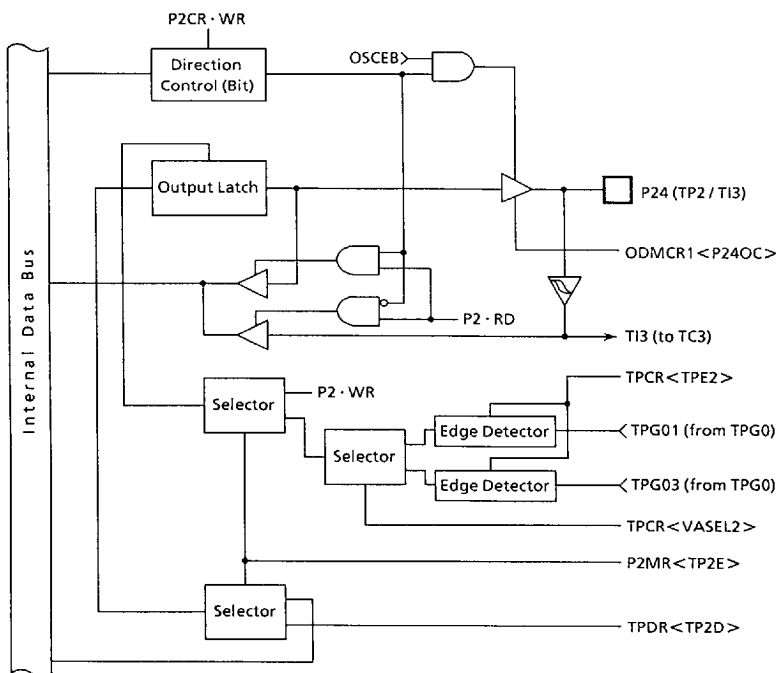 P2CR · WR
Direction
Control (Bit)
OSCEB
Output Latch
P24 (TP2 / TI3)
ODMCR1<P24OC>
Internal Data Bus
P2 · RD
TI3 (to TC3)
TPCR<TPE2>
P2 · WR
Selector
Edge Detector
TPG01 (from TPG0)
Selector
Edge Detector
TPG03 (from TPG0)
TPCR<VASEL2>
P2MR<TP2E>
Selector
TPDR<TP2D>